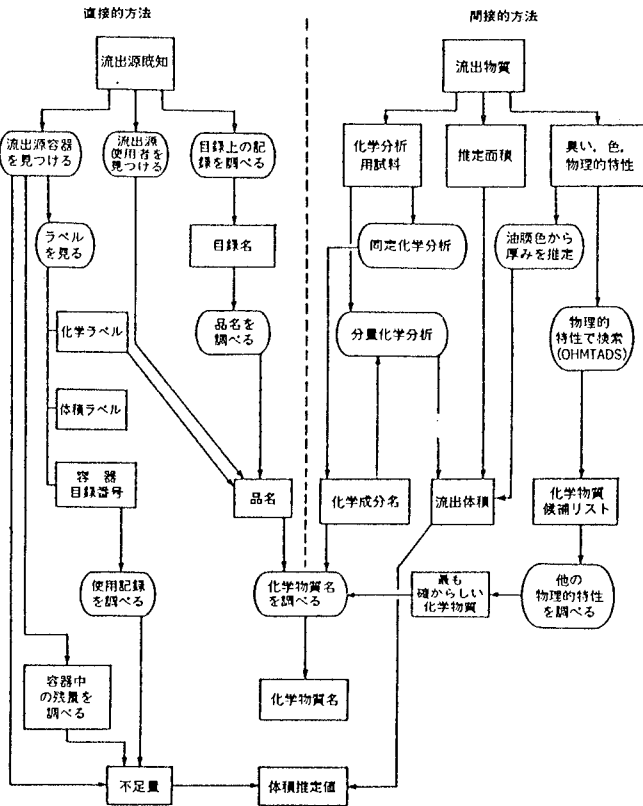 直接的方法
間接的方法
流出源既知
流出物質
流出源容器
を見つける
流出源
使用者を
見つける
目録上の記
録を調べる
化学分析
用試料
推定面積
臭い，色，
物理的特性
ラベル
を見る
目録名
同定化学分析
油膜色から
厚みを推定
化学ラベル
品名を
調べる
分量化学分析
物理的
特性で検索
(OHMTADS)
体積ラベル
容器
目録番号
品名
化学成分名
流出体積
化学物質
候補リスト
使用記録
を調べる
化学物質名
を調べる
最も
確からしい
化学物質
他の
物理的特性
を調べる
容器中
の残量を
調べる
化学物質名
不足量
体積推定値